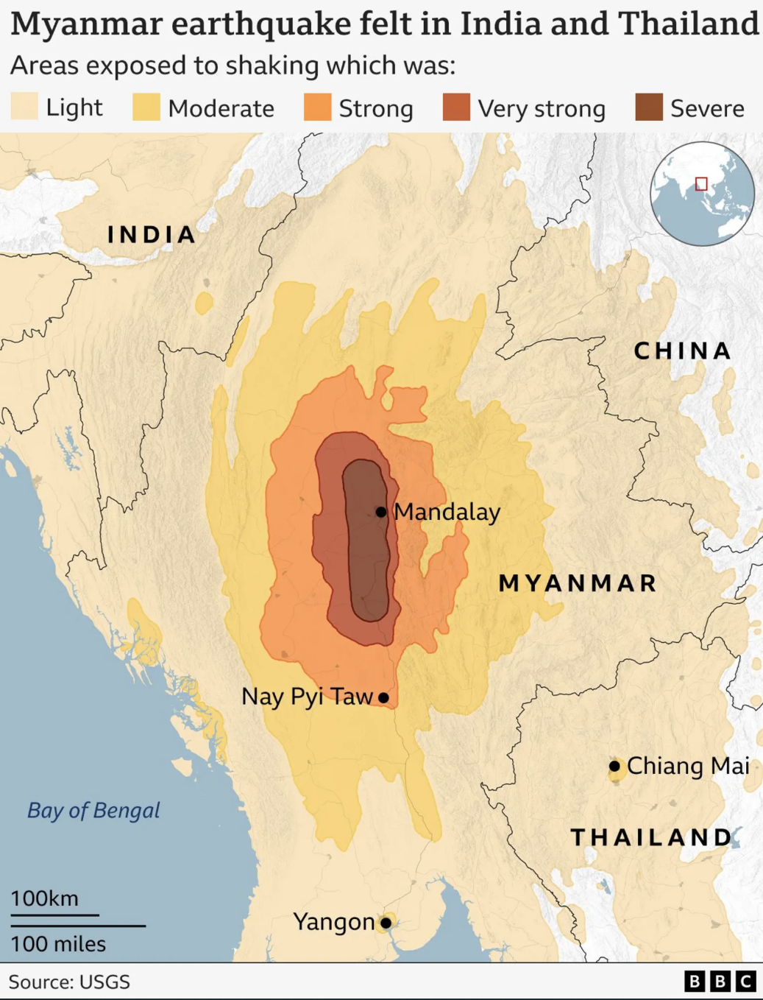 Myanmar earthquake felt in India and Thailand
Areas exposed to shaking which was:
Light Moderate Strong Very strong Severe
INDIA
CHINA
Mandalay
MYANMAR
Nay Pyi Taw
Chiang Mai
Bay of Bengal
THAILAND
100km
Yangon
100 miles
Source: USGS
BBC